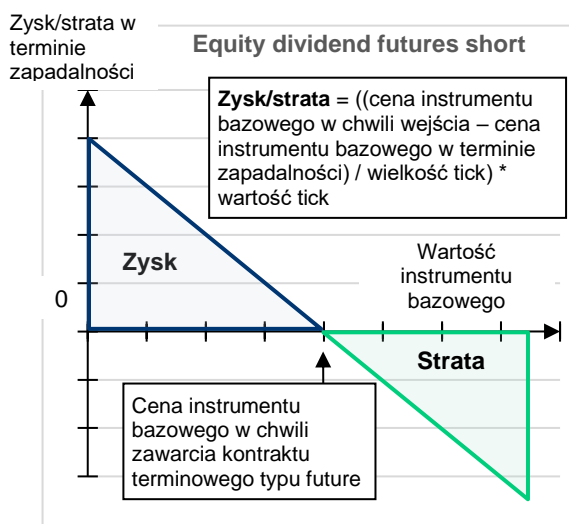 Zysk/strata w
terminie
zapadalności
Equity dividend futures short
Zysk/strata = ((cena instrumentu
bazowego w chwili wejścia – cena
instrumentu bazowego w terminie
zapadalności) / wielkość tick) *
wartość tick
Zysk
Wartość
instrumentu
bazowego
0
Strata
Cena instrumentu
bazowego w chwili
zawarcia kontraktu
terminowego typu future